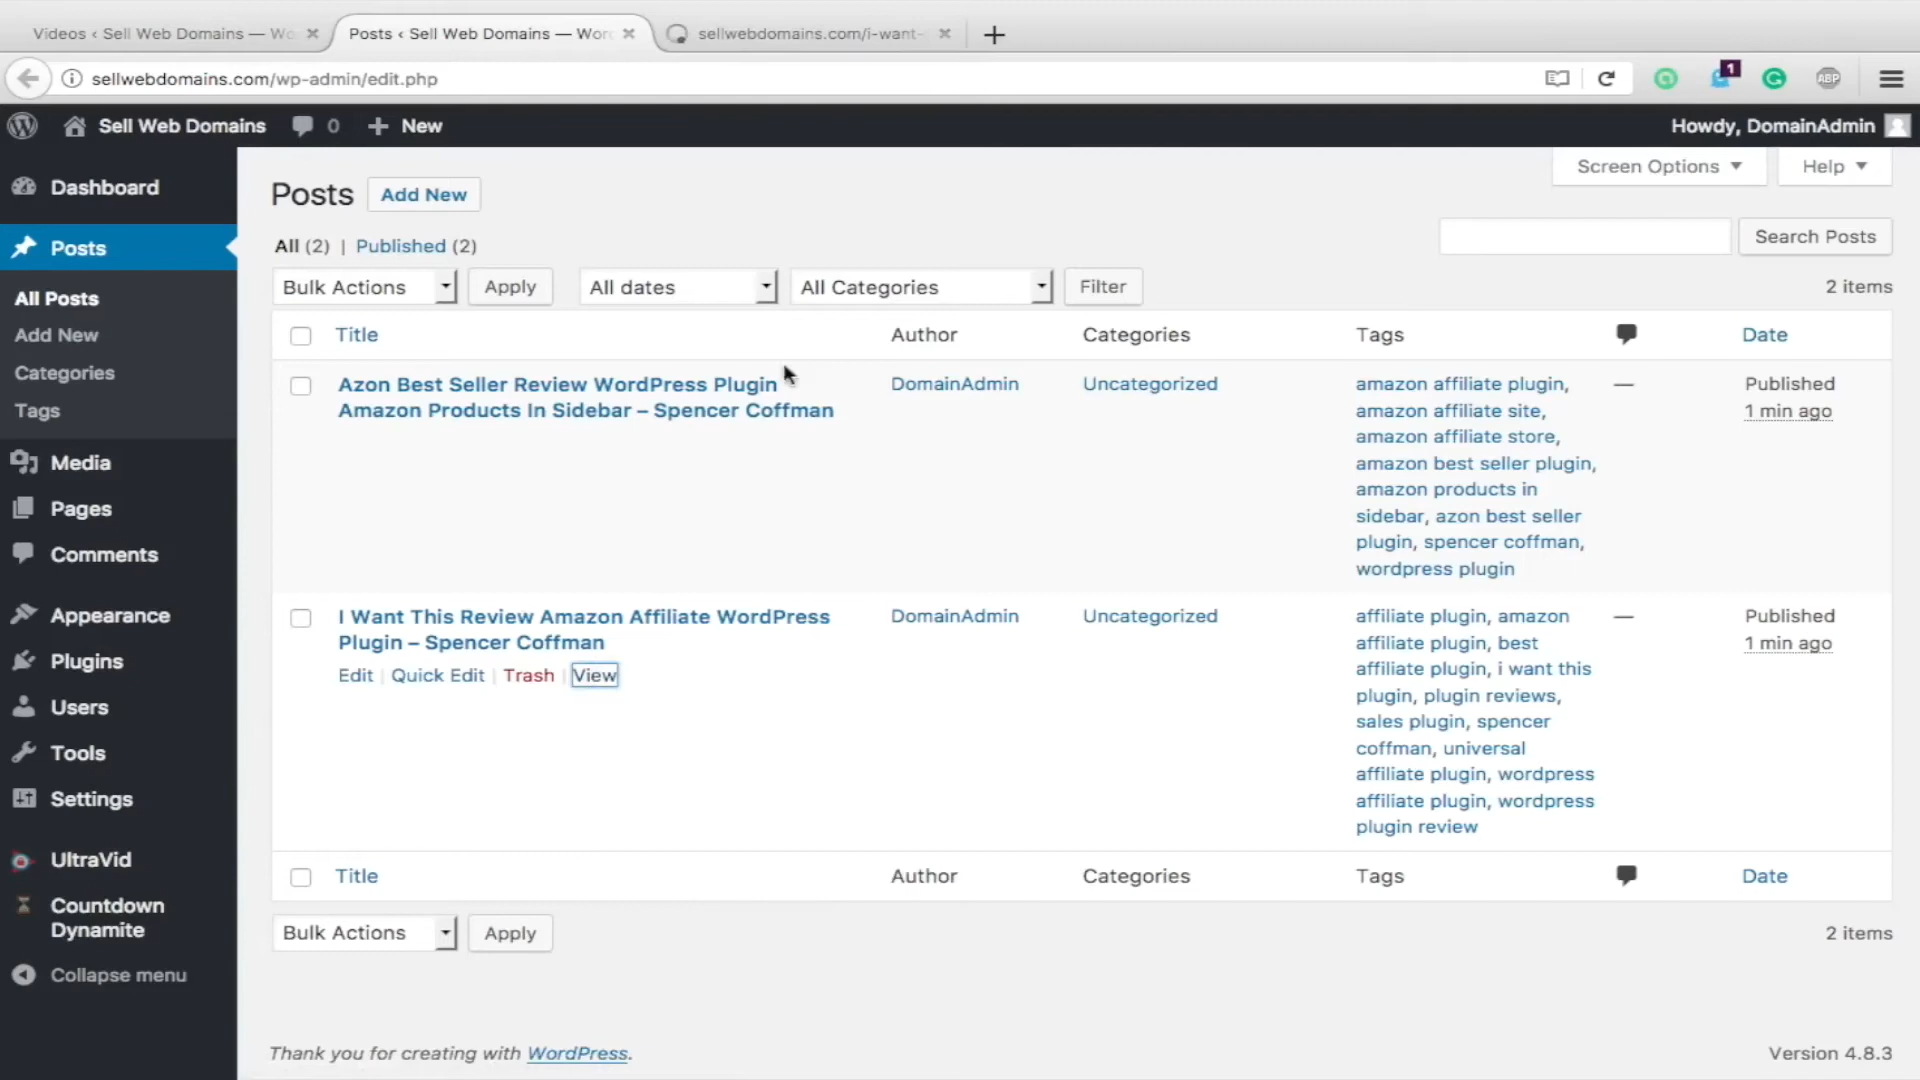 Videos ‹ Sell Web Domains — Wo
Posts ‹ Sell Web Domains — Wor
sellwebdomains.com/i-want-
sellwebdomains.com/wp-admin/edit.php
1
ABP
Sell Web Domains
0
New
Howdy, DomainAdmin
Dashboard
Posts
All Posts
Add New
Categories
Tags
Media
Pages
Comments
Appearance
Plugins
Users
Tools
Settings
UltraVid
Countdown
Dynamite
Collapse menu
Screen Options
Help
Posts
Add New
All (2) | Published (2)
Search Posts
Bulk Actions
Apply
All dates
All Categories
Filter
2 items
Title
Author
Categories
Tags
Date
Azon Best Seller Review WordPress Plugin
Amazon Products In Sidebar – Spencer Coffman
DomainAdmin
Uncategorized
amazon affiliate plugin,
amazon affiliate site,
amazon affiliate store,
amazon best seller plugin,
amazon products in
sidebar, azon best seller
plugin, spencer coffman,
wordpress plugin
—
Published
1 min ago
I Want This Review Amazon Affiliate WordPress
Plugin – Spencer Coffman
Edit | Quick Edit | Trash | View
DomainAdmin
Uncategorized
affiliate plugin, amazon
affiliate plugin, best
affiliate plugin, i want this
plugin, plugin reviews,
sales plugin, spencer
coffman, universal
affiliate plugin, wordpress
affiliate plugin, wordpress
plugin review
—
Published
1 min ago
Title
Author
Categories
Tags
Date
Bulk Actions
Apply
2 items
Thank you for creating with WordPress.
Version 4.8.3